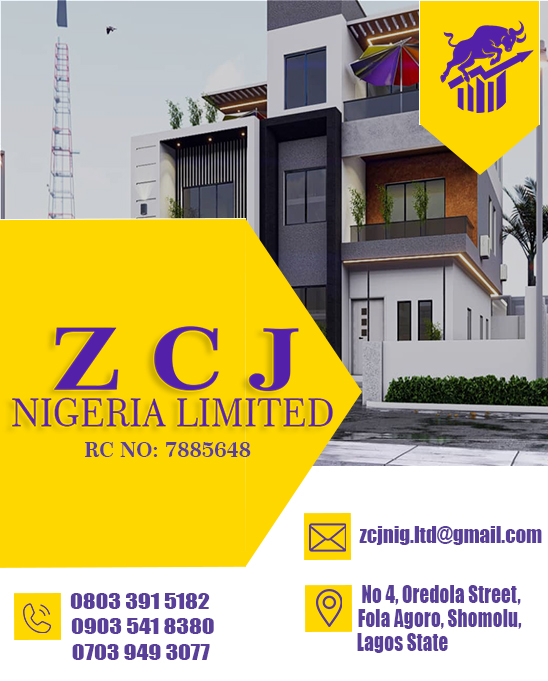 Z C J
NIGERIA LIMITED
RC NO: 7885648
zcjnig.ltd@gmail.com
No 4, Oredola Street,
Fola Agoro, Shomolu,
Lagos State
0803 391 5182
0903 541 8380
0703 949 3077